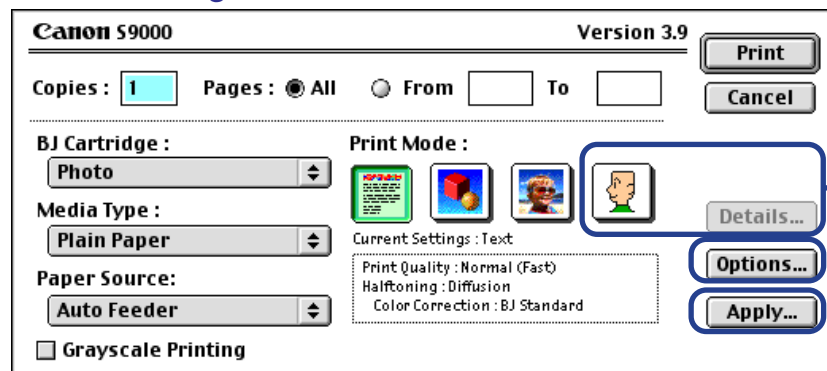 Canon S9000 Version 3.9
Print
Copies : 1 Pages : All From To
Cancel
BJ Cartridge :
Photo
Print Mode :
Media Type :
Plain Paper
Details...
Current Settings : Text
Print Quality : Normal (Fast)
Halftoning : Diffusion
Color Correction : BJ Standard
Options...
Paper Source:
Auto Feeder
Apply...
Grayscale Printing